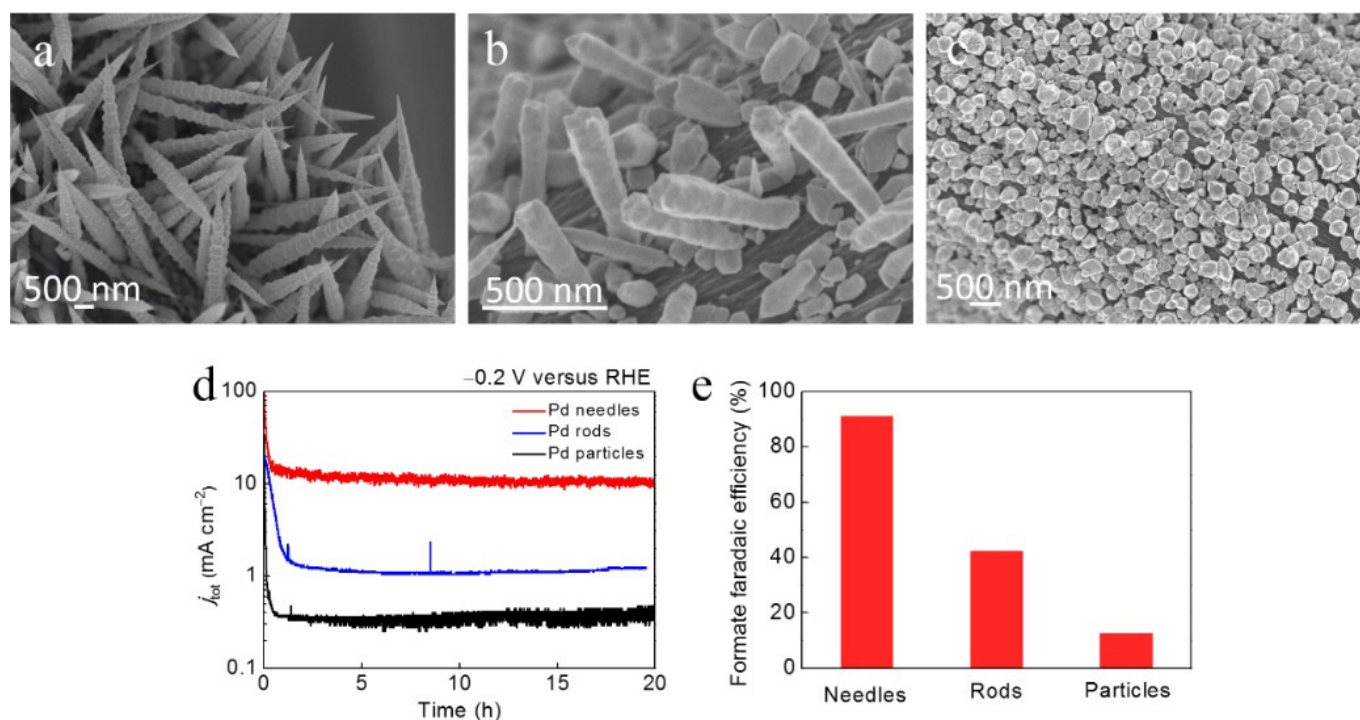 a
500 nm
b
500 nm
c
500 nm
d
−0.2 V versus RHE
Pd needles
Pd rods
Pd particles
100
10
1
0.1
j_tot (mA cm⁻²)
0 5 10 15 20
Time (h)
e
Formate faradaic efficiency (%)
100
80
60
40
20
0
Needles Rods Particles